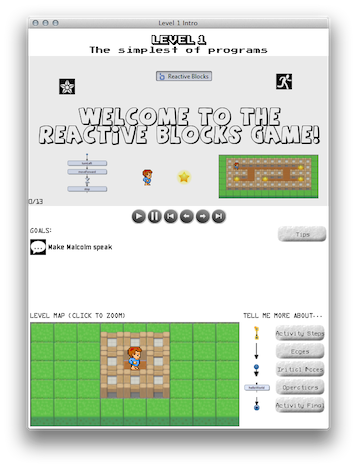 Level 1 Intro
LEVEL 1
The simplest of programs
Reactive Blocks
WELCOME TO THE
REACTIVE BLOCKS GAME!
0/13
GOALS:
Tips
Make Malcolm speak
LEVEL MAP (CLICK TO ZOOM)
TELL ME MORE ABOUT...
Activity Steps
Edges
Initial Nodes
Operations
Activity Final